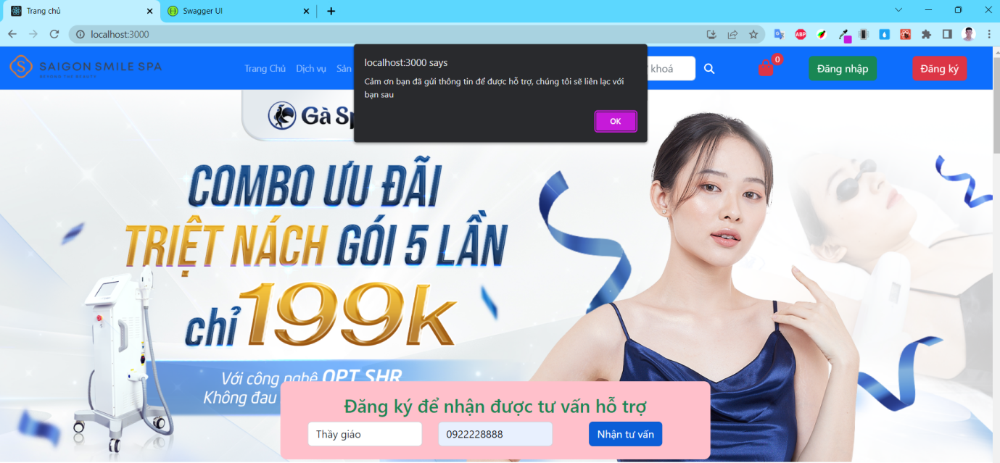 Trang chủ
Swagger UI
localhost:3000
ABP
SAIGON SMILE SPA
BEYOND THE BEAUTY
Trang Chủ Dịch vụ Sản
khoá
0
Đăng nhập
Đăng ký
localhost:3000 says
Cảm ơn bạn đã gửi thông tin để được hỗ trợ, chúng tôi sẽ liên lạc với
bạn sau
OK
Gà Sp
COMBO ƯU ĐÃI
TRIỆT NÁCH GÓI 5 LẦN
chỉ 199k
Với công nghệ OPT SHR
Không đau
Đăng ký để nhận được tư vấn hỗ trợ
Thầy giáo
0922228888
Nhận tư vấn